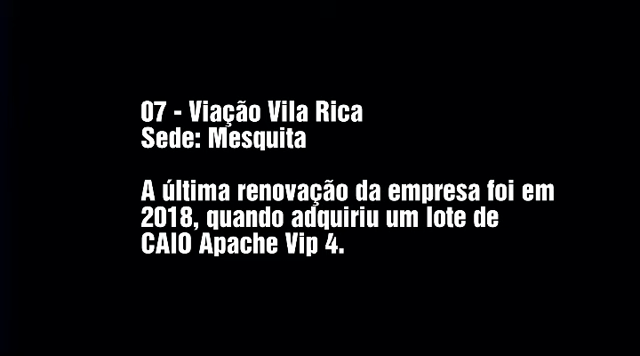 07 - Viação Vila Rica
Sede: Mesquita
A última renovação da empresa foi em
2018, quando adquiriu um lote de
CAIO Apache Vip 4.